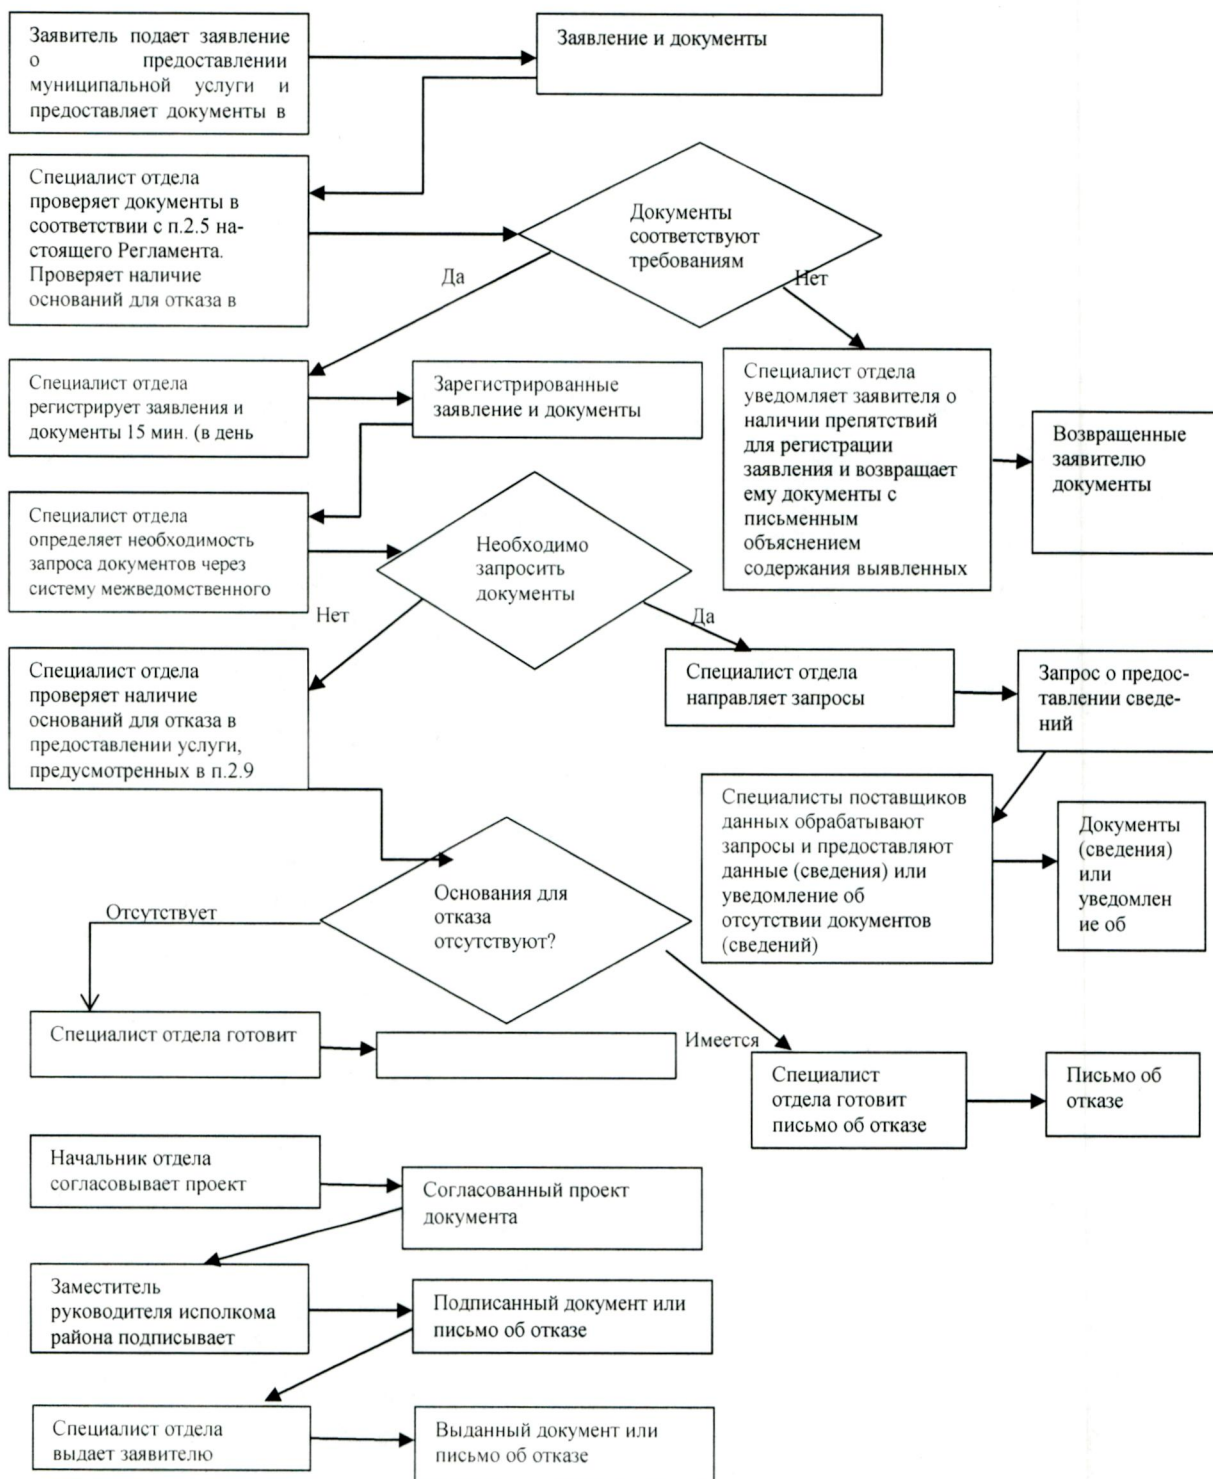 Заявитель подает заявление
о предоставлении
муниципальной услуги и
предоставляет документы в
Заявление и документы
Специалист отдела
проверяет документы в
соответствии с п.2.5 на-
стоящего Регламента.
Проверяет наличие
оснований для отказа в
Документы
соответствуют
требованиям
Да
Нет
Специалист отдела
регистрирует заявления и
документы 15 мин. (в день
Зарегистрированные
заявление и документы
Специалист отдела
уведомляет заявителя о
наличии препятствий
для регистрации
заявления и возвращает
ему документы с
письменным
объяснением
содержания выявленных
Возвращенные
заявителю
документы
Специалист отдела
определяет необходимость
запроса документов через
систему межведомственного
Необходимо
запросить
документы
Нет
Да
Специалист отдела
проверяет наличие
оснований для отказа в
предоставлении услуги,
предусмотренных в п.2.9
Специалист отдела
направляет запросы
Запрос о предос-
тавлении сведе-
ний
Специалисты поставщиков
данных обрабатывают
запросы и предоставляют
данные (сведения) или
уведомление об
отсутствии документов
(сведений)
Документы
(сведения)
или
уведомлен
ие об
Основания для
отказа
отсутствуют?
Отсутствует
Имеется
Специалист отдела готовит
Специалист
отдела готовит
письмо об отказе
Письмо об
отказе
Начальник отдела
согласовывает проект
Согласованный проект
документа
Заместитель
руководителя исполкома
района подписывает
Подписанный документ или
письмо об отказе
Специалист отдела
выдает заявителю
Выданный документ или
письмо об отказе